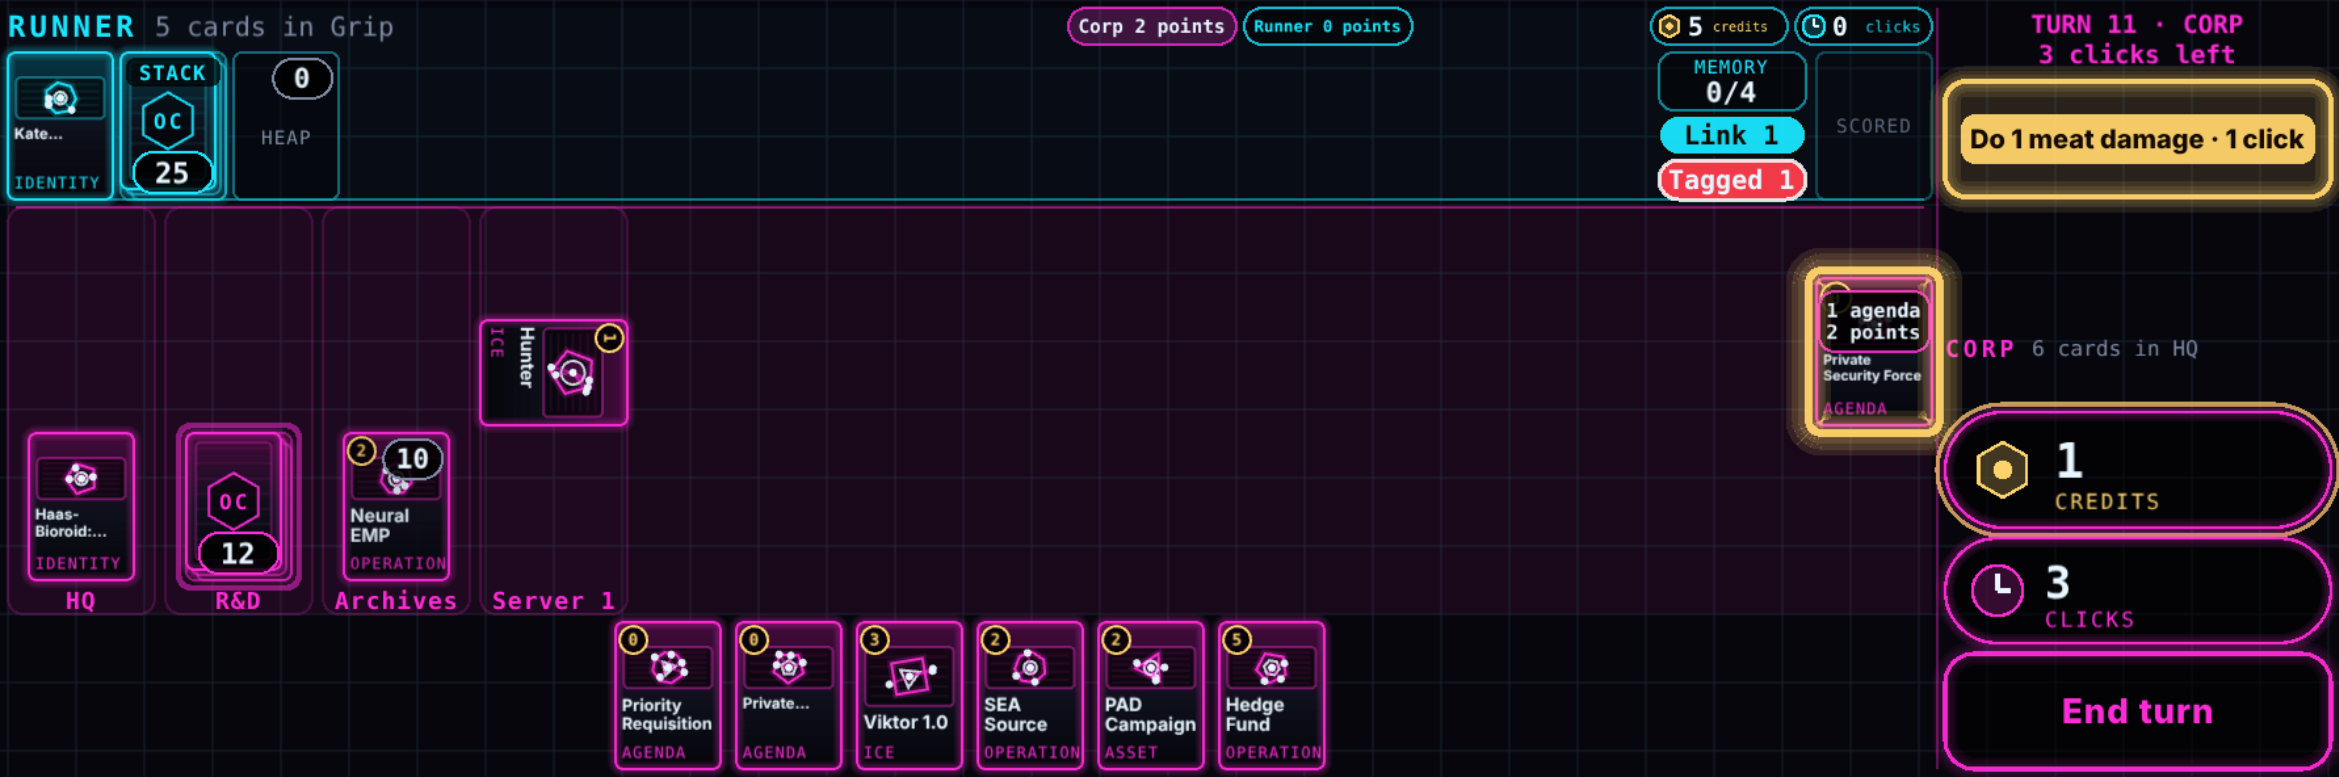 RUNNER 5 cards in Grip
Corp 2 points
Runner 0 points
5 credits
0 clicks
TURN 11 · CORP
3 clicks left
Kate...
IDENTITY
STACK
OC
25
0
HEAP
MEMORY
0/4
Link 1
Tagged 1
SCORED
Do 1 meat damage · 1 click
ICE
Hunter
1
1 agenda
2 points
Private
Security Force
AGENDA
CORP 6 cards in HQ
1
CREDITS
3
CLICKS
End turn
Haas-
Bioroid:...
IDENTITY
HQ
OC
12
R&D
2
10
Neural
EMP
OPERATION
Archives
Server 1
0
Priority
Requisition
AGENDA
0
Private...
AGENDA
3
Viktor 1.0
ICE
2
SEA
Source
OPERATION
2
PAD
Campaign
ASSET
5
Hedge
Fund
OPERATION